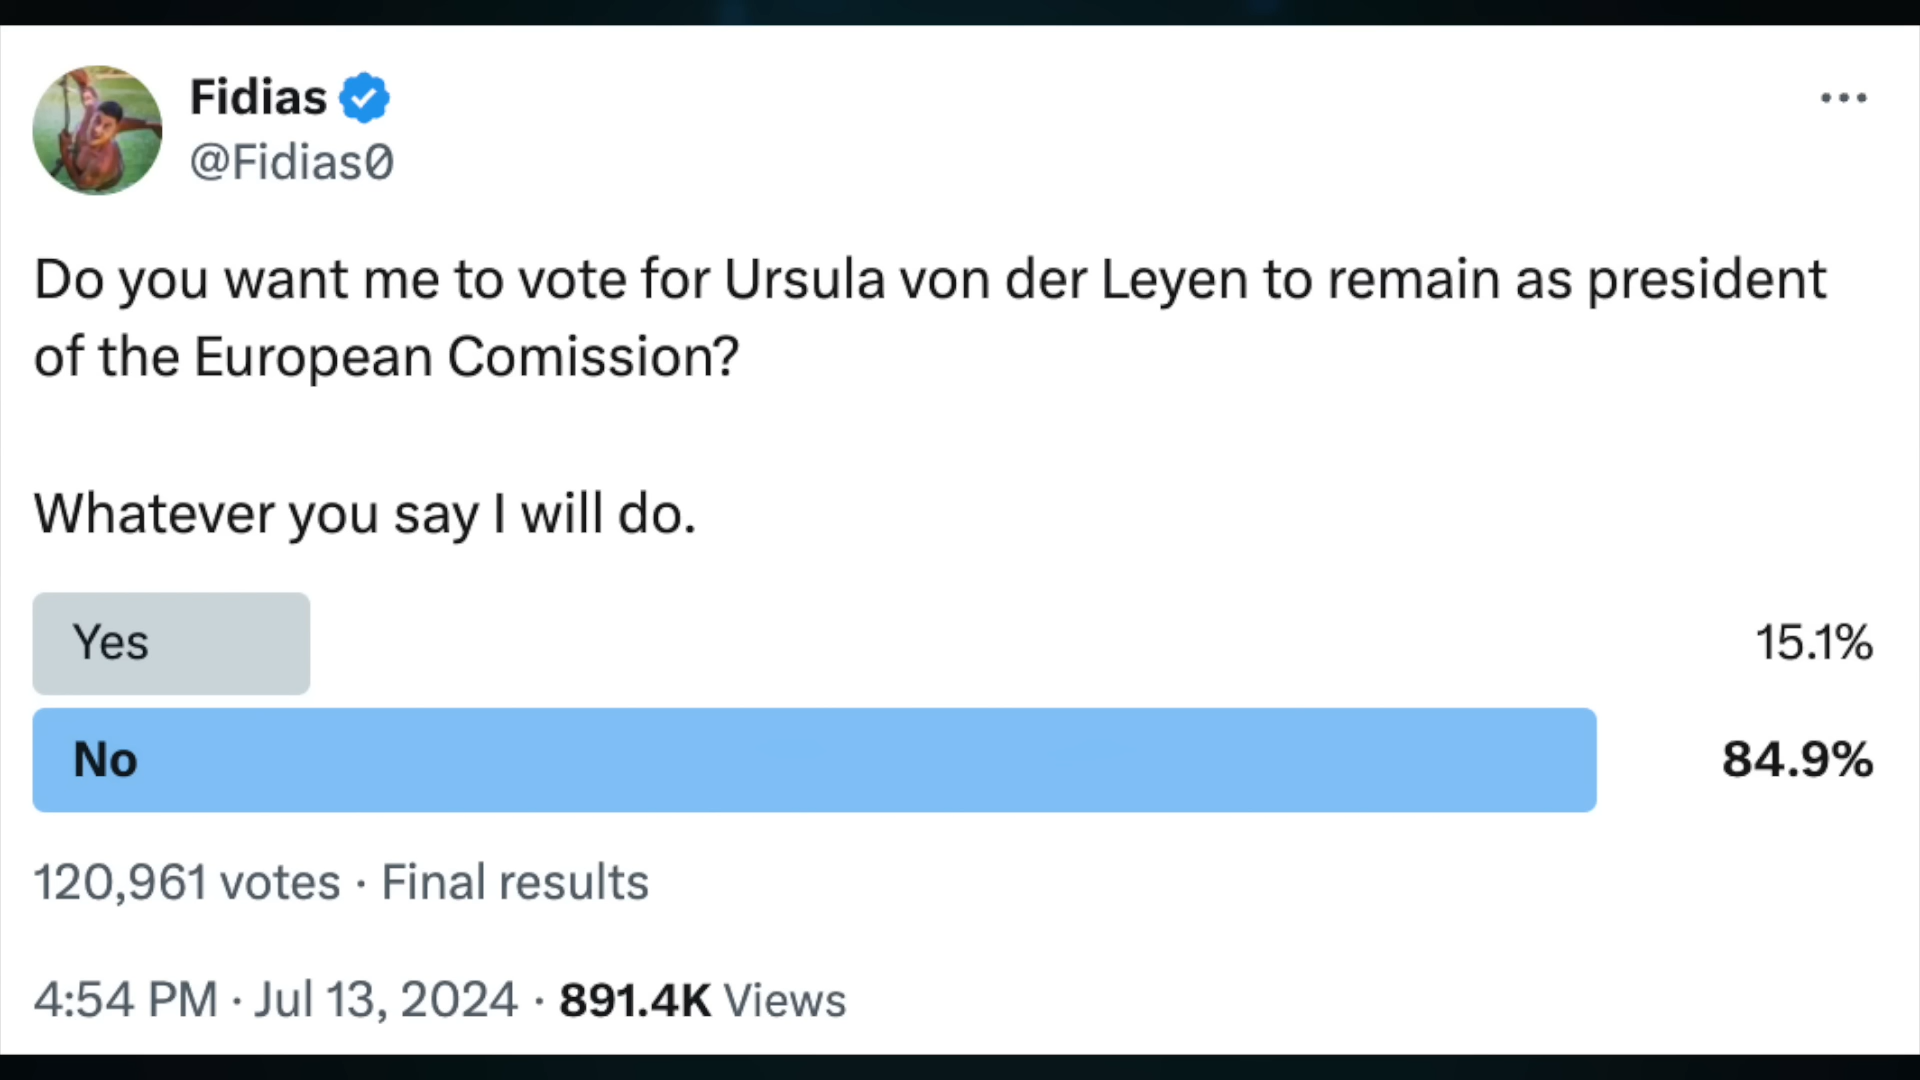 Fidias
@Fidias0
Do you want me to vote for Ursula von der Leyen to remain as president
of the European Comission?
Whatever you say I will do.
Yes 15.1%
No 84.9%
120,961 votes · Final results
4:54 PM · Jul 13, 2024 · 891.4K Views